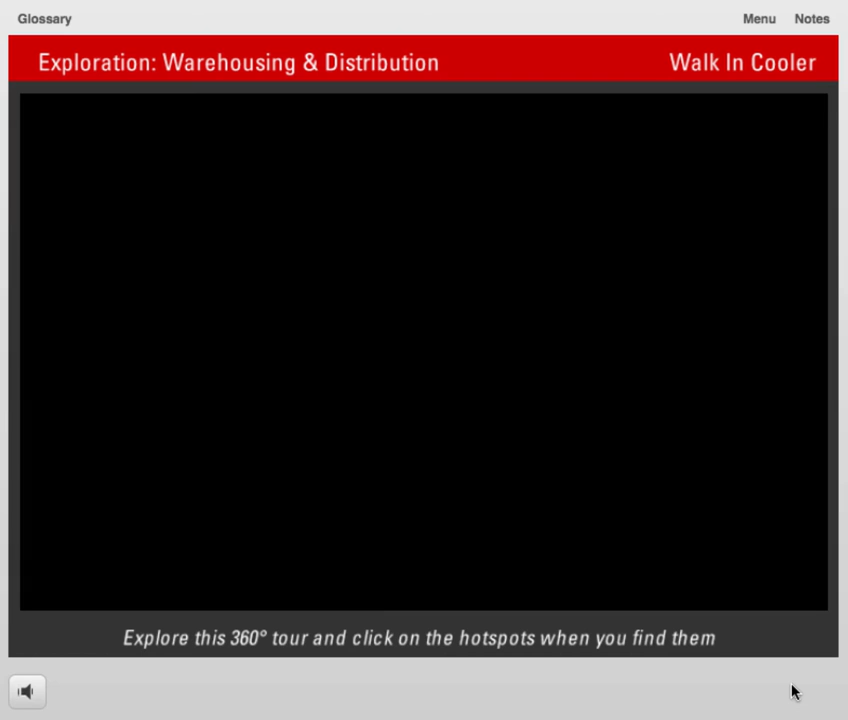 Glossary
Menu
Notes
Exploration: Warehousing & Distribution
Walk In Cooler
Explore this 360° tour and click on the hotspots when you find them